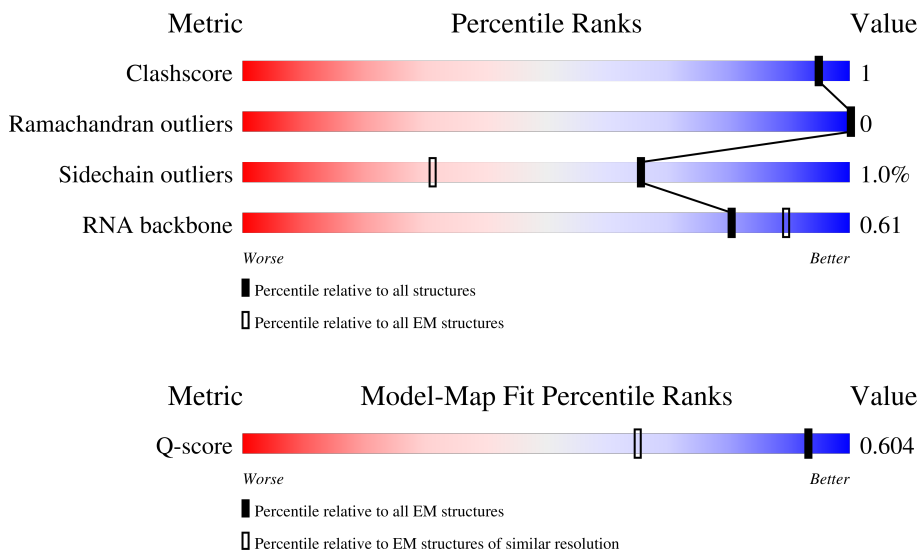 Metric Percentile Ranks Value
Clashscore 1
Ramachandran outliers 0
Sidechain outliers 1.0%
RNA backbone 0.61
Worse Better
Percentile relative to all structures
Percentile relative to all EM structures
Metric Model-Map Fit Percentile Ranks Value
Q-score 0.604
Worse Better
Percentile relative to all EM structures
Percentile relative to EM structures of similar resolution